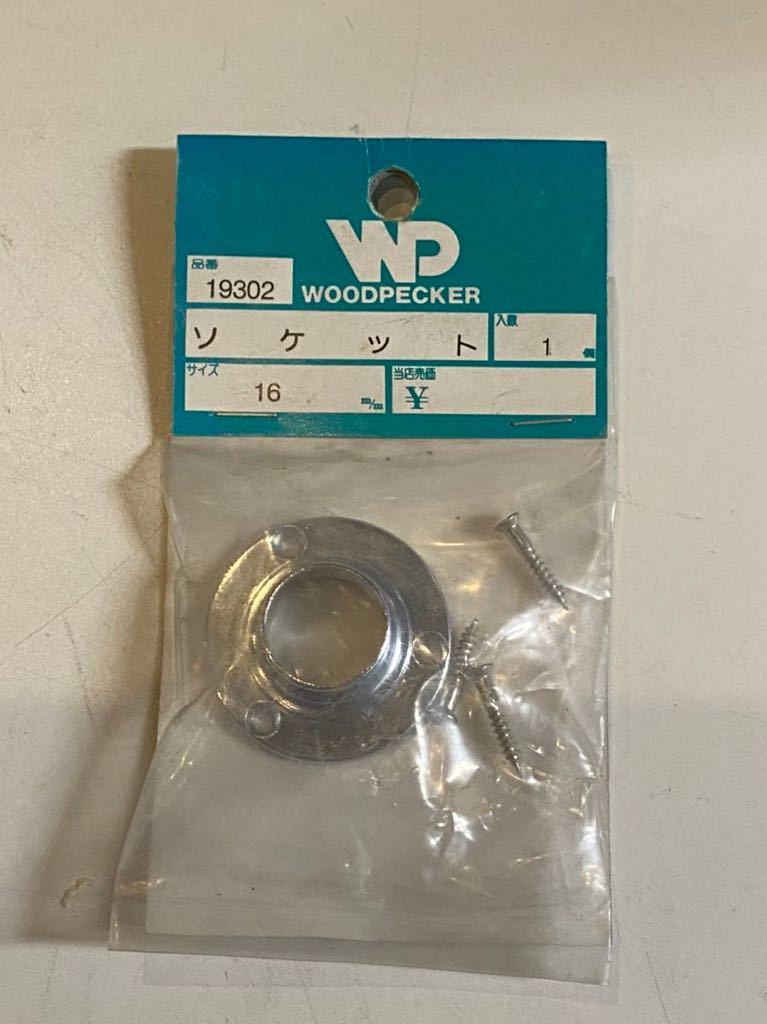 WP
WOODPECKER
品番
19302
ソケット
入数
1個
サイズ
16 m/m
当店売価
¥